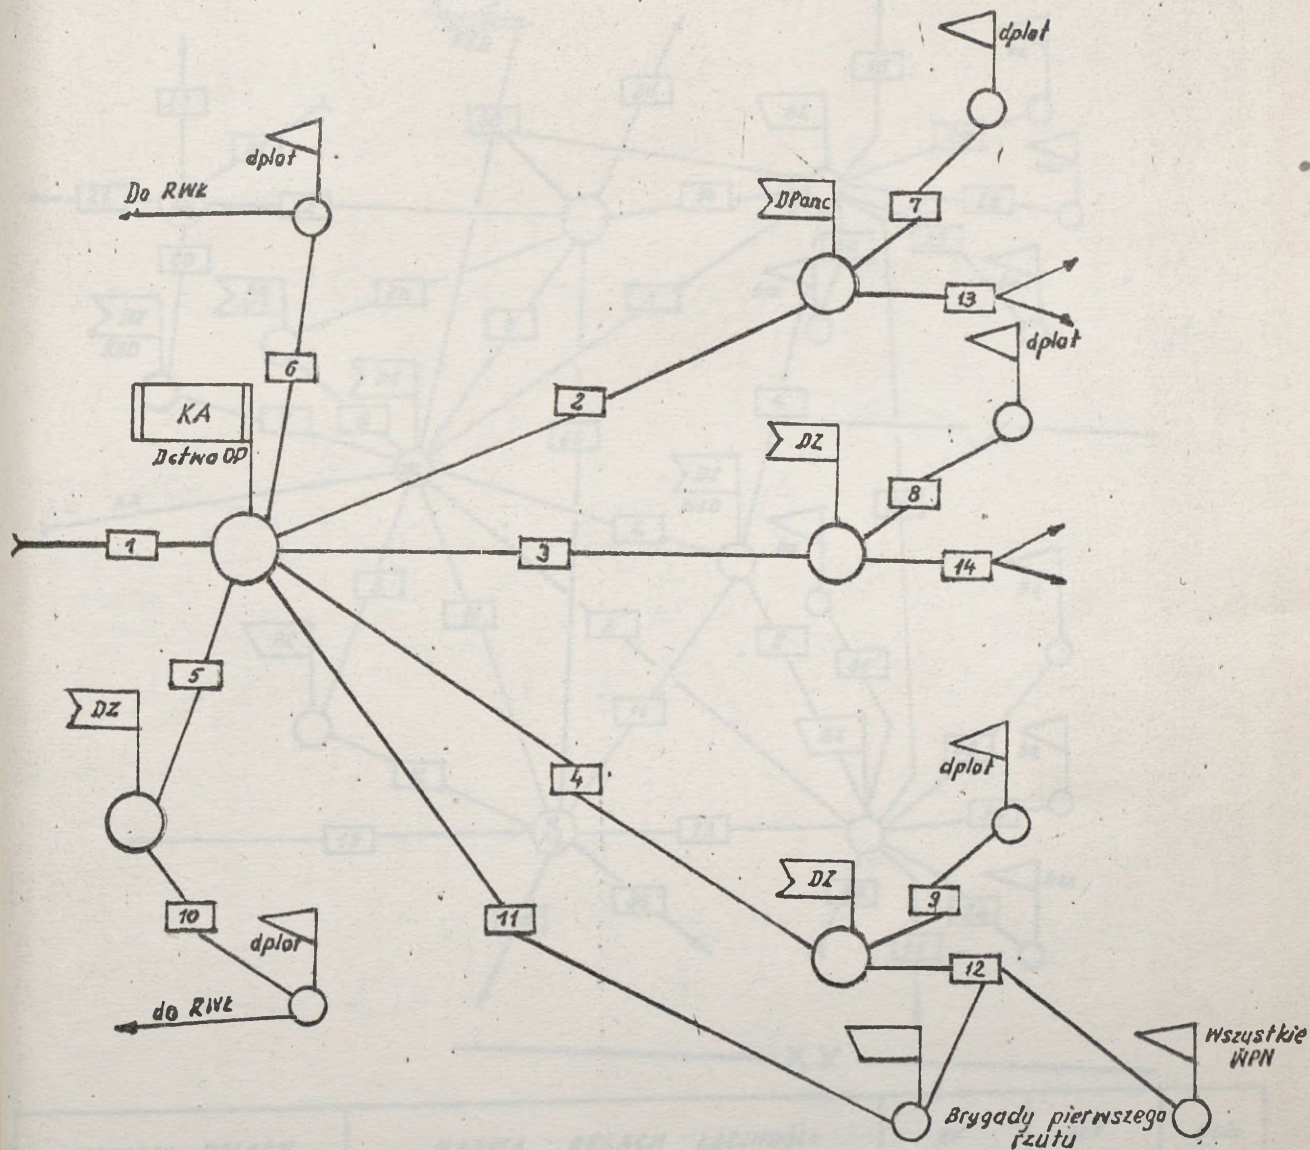 dplot
dplot
Do RWŁ
DPanc
7
13
dplot
6
2
KA
Dctwa OP
DZ
8
1
3
14
5
DZ
4
dplot
DZ
9
10
dplot
11
12
do RWŁ
Wszystkie
WPN
Brygady pierwszego
rzutu